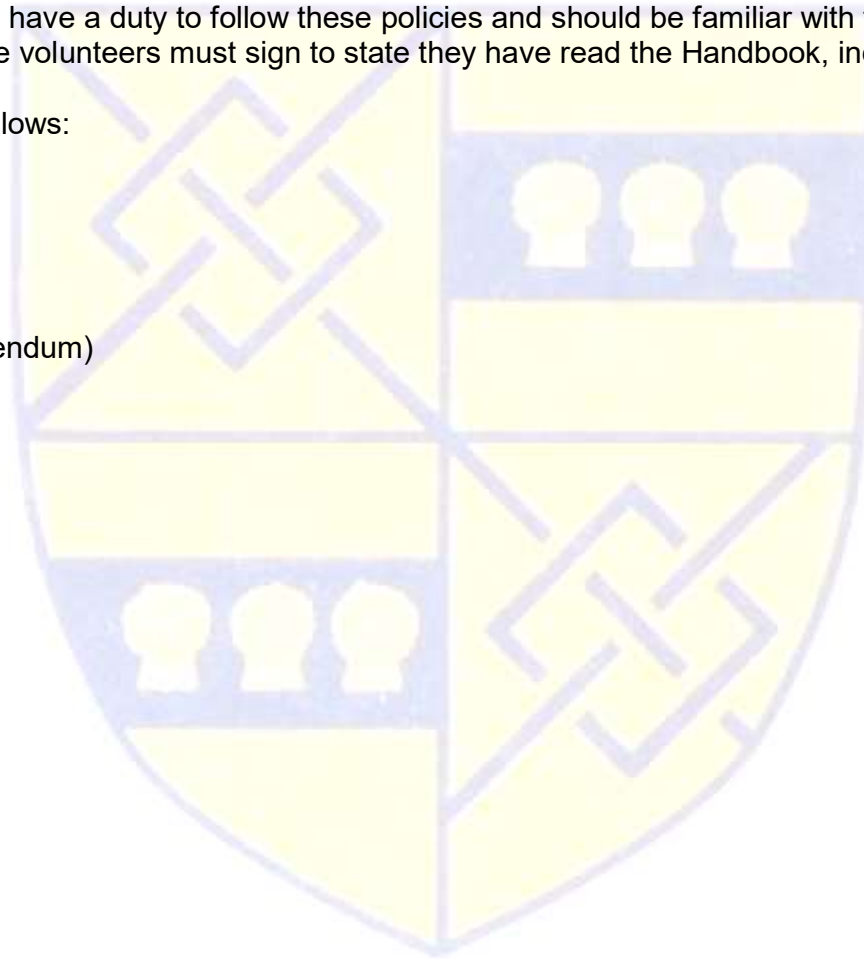 have a duty to follow these policies and should be familiar with
volunteers must sign to state they have read the Handbook,
lows:
endum)